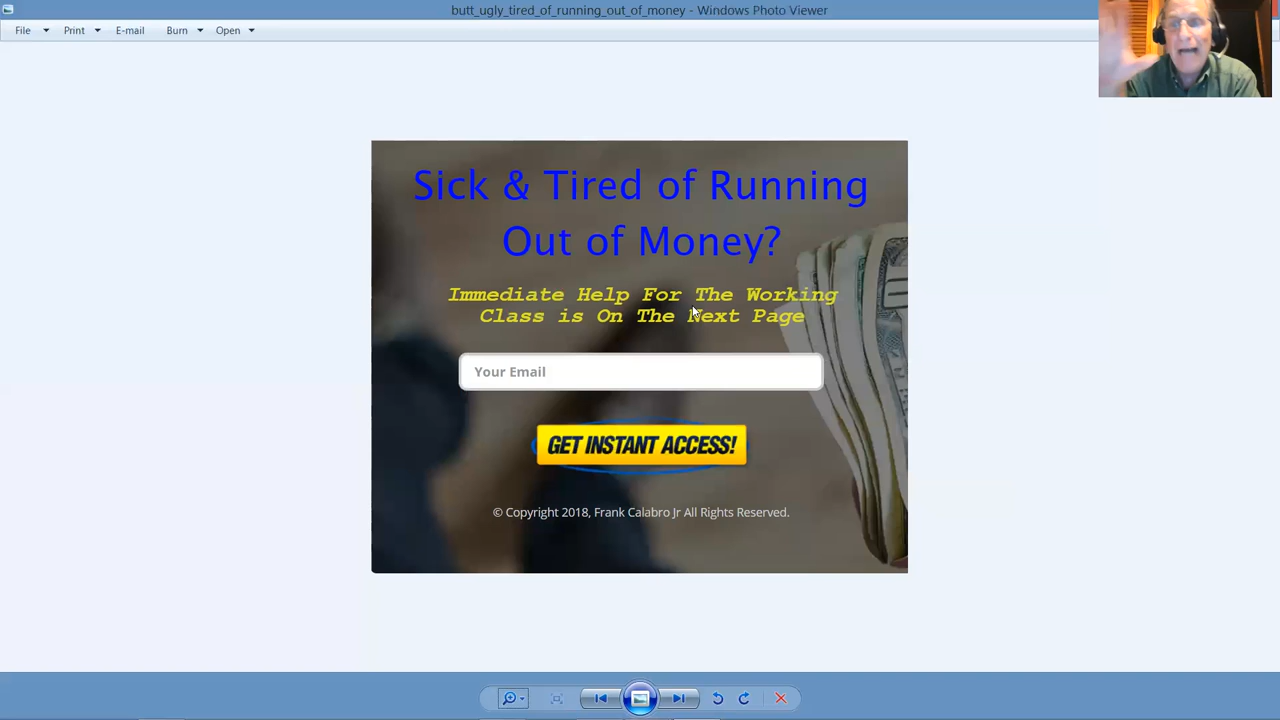 butt_ugly_tired_of_running_out_of_money - Windows Photo Viewer
File Print E-mail Burn Open
Sick & Tired of Running
Out of Money?
Immediate Help For The Working
Class is On The Next Page
Your Email
GET INSTANT ACCESS!
© Copyright 2018, Frank Calabro Jr All Rights Reserved.